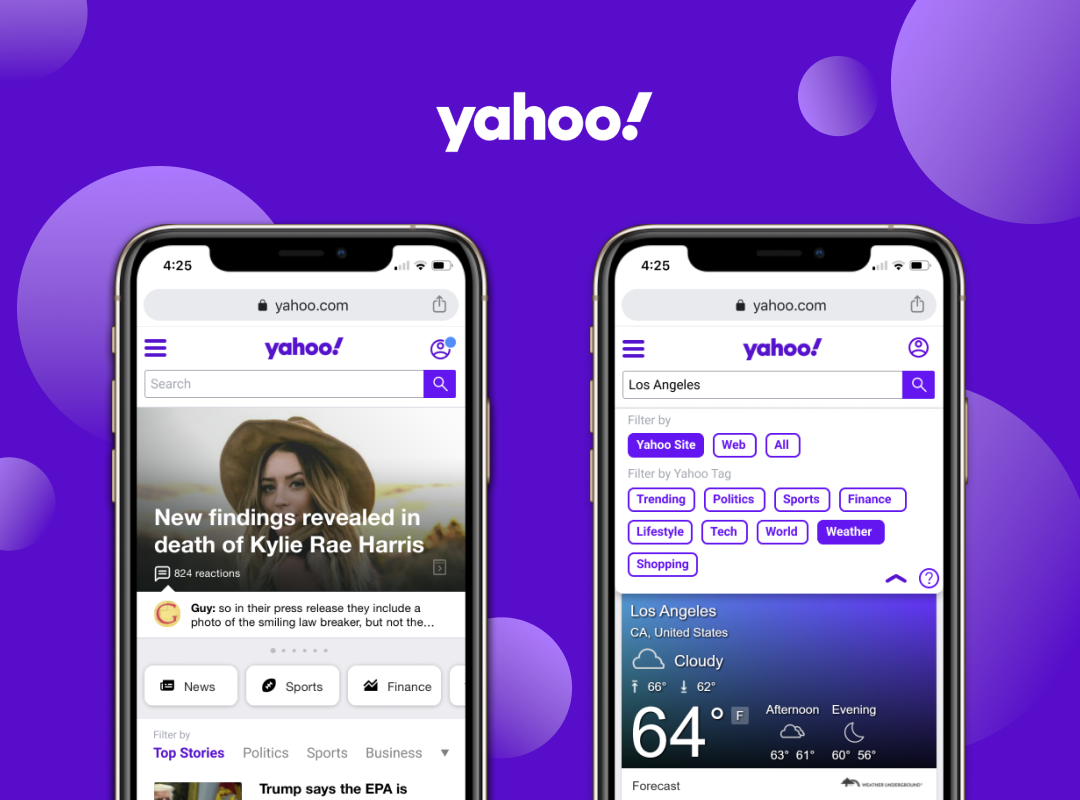 yahoo!
4:25
yahoo.com
yahoo!
Search
New findings revealed in
death of Kylie Rae Harris
824 reactions
G
Guy: so in their press release they include a
photo of the smiling law breaker, but not the...
News
Sports
Finance
Filter by
Top Stories Politics Sports Business
Trump says the EPA is
4:25
yahoo.com
yahoo!
Los Angeles
Filter by
Yahoo Site Web All
Filter by Yahoo Tag
Trending Politics Sports Finance
Lifestyle Tech World Weather
Shopping
?
Los Angeles
CA, United States
Cloudy
66° 62°
64° F
Afternoon Evening
63° 61° 60° 56°
Forecast
WEATHER UNDERGROUND